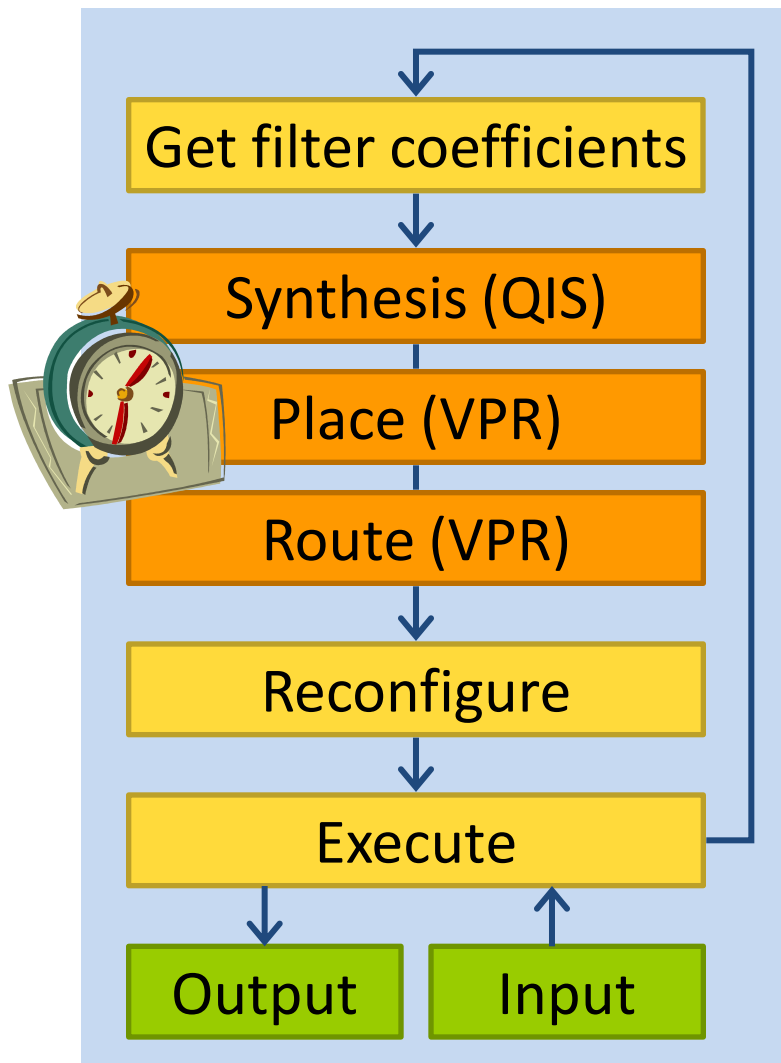 Get filter coefficients
Synthesis (QIS)
Place (VPR)
Route (VPR)
Reconfigure
Execute
Output
Input